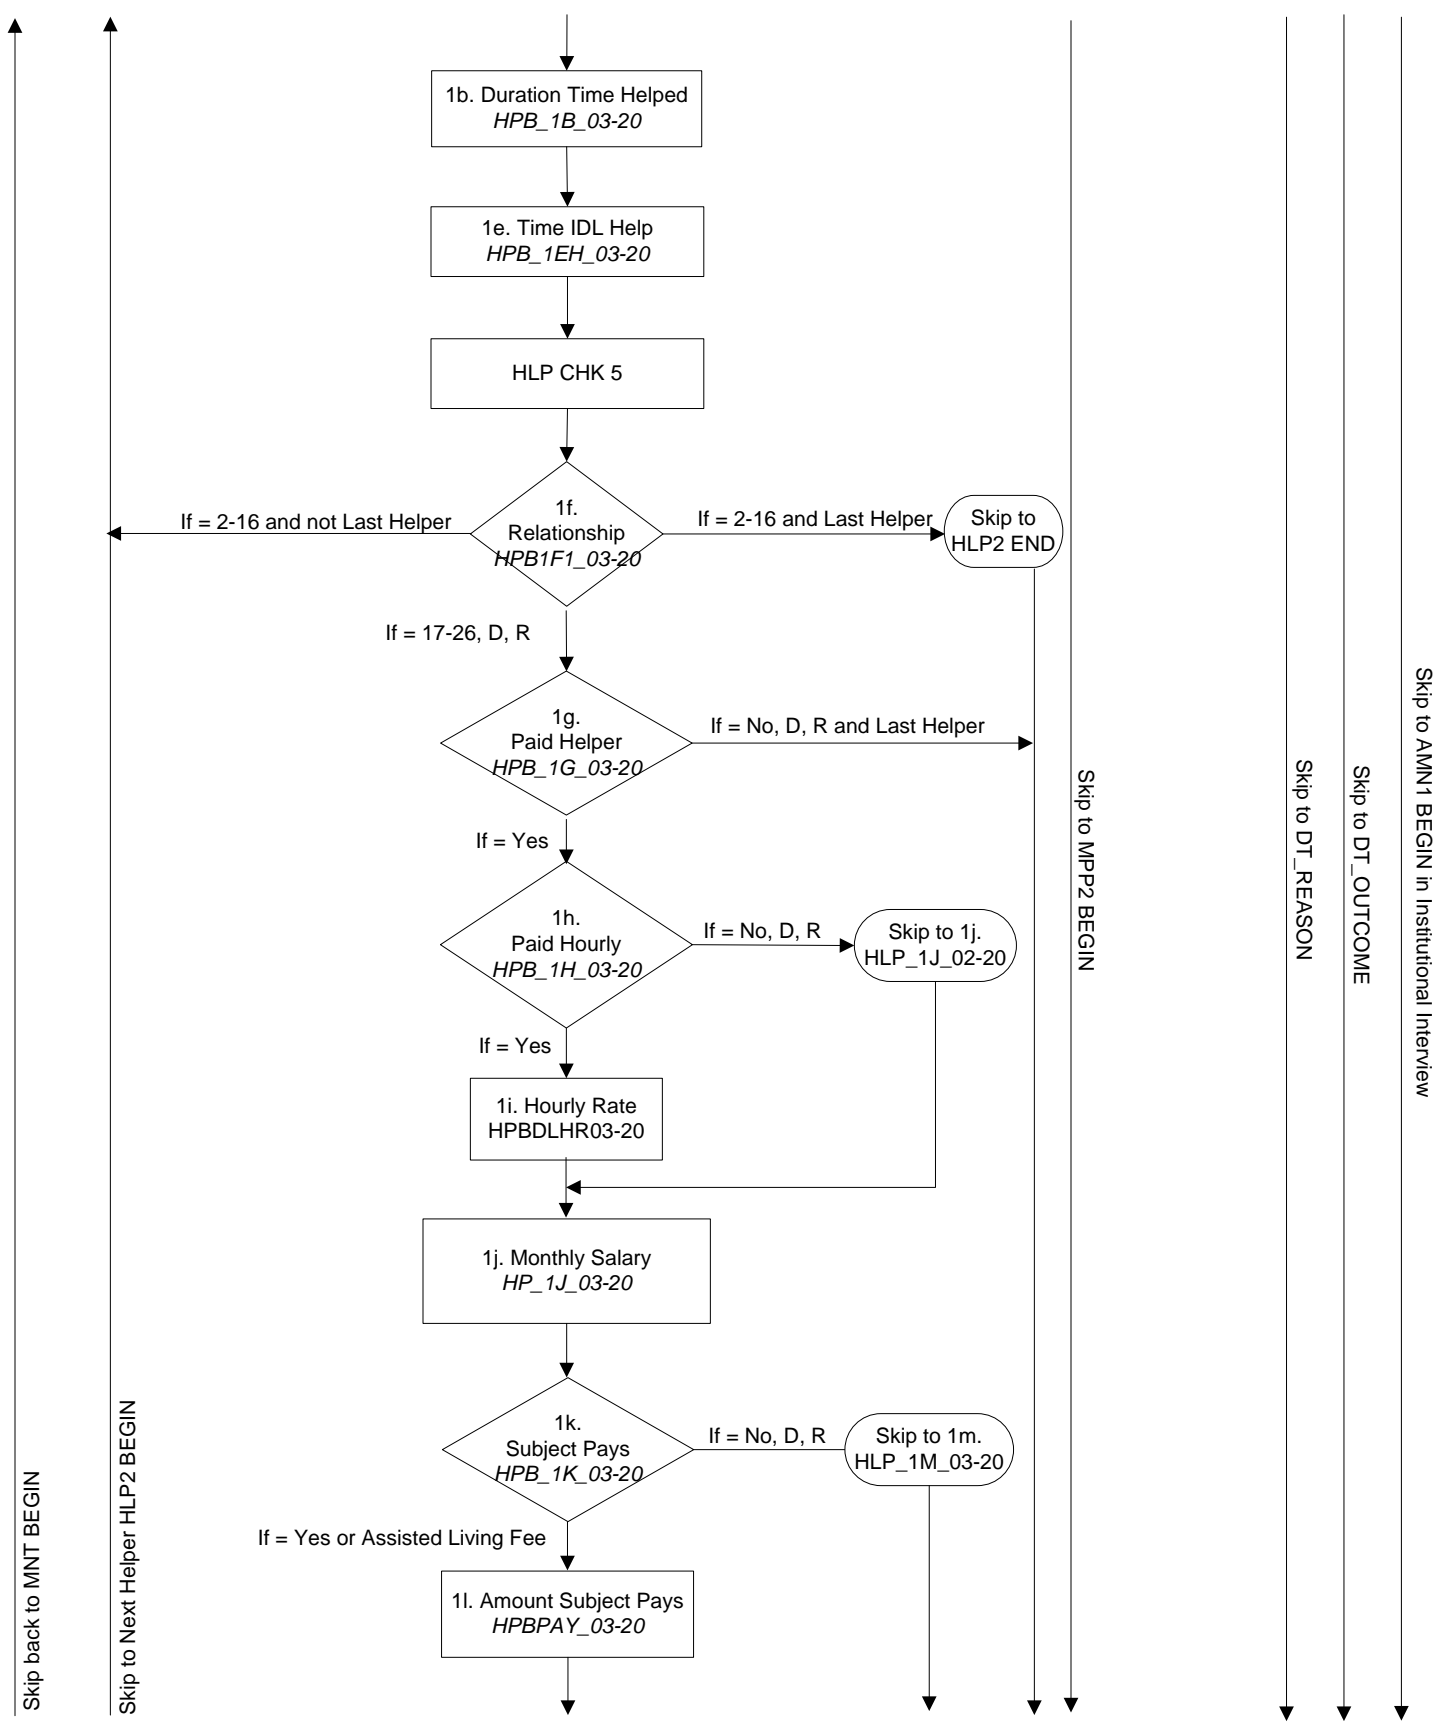 1b. Duration Time Helped
HPB_1B_03-20
1e. Time IDL Help
HPB_1EH_03-20
HLP CHK 5
If = 2-16 and not Last Helper
1f.
Relationship
HPB1F1_03-20
If = 2-16 and Last Helper
Skip to
HLP2 END
If = 17-26, D, R
1g.
Paid Helper
HPB_1G_03-20
If = No, D, R and Last Helper
If = Yes
1h.
Paid Hourly
HPB_1H_03-20
If = No, D, R
Skip to 1j.
HLP_1J_02-20
If = Yes
1i. Hourly Rate
HPBDLHR03-20
1j. Monthly Salary
HP_1J_03-20
1k.
Subject Pays
HPB_1K_03-20
If = No, D, R
Skip to 1m.
HLP_1M_03-20
If = Yes or Assisted Living Fee
1l. Amount Subject Pays
HPBPAY_03-20
Skip back to MNT BEGIN
Skip to Next Helper HLP2 BEGIN
Skip to MPP2 BEGIN
Skip to DT_REASON
Skip to DT_OUTCOME
Skip to AMN1 BEGIN in Institutional Interview